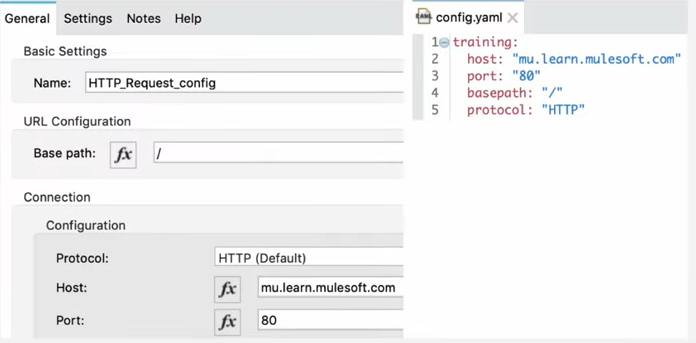 General Settings Notes Help
Basic Settings
Name: HTTP_Request_config
URL Configuration
Base path: fx /
Connection
Configuration
Protocol: HTTP (Default)
Host: fx mu.learn.mulesoft.com
Port: fx 80
YAML config.yaml
1 training:
2 host: "mu.learn.mulesoft.com"
3 port: "80"
4 basepath: "/"
5 protocol: "HTTP"